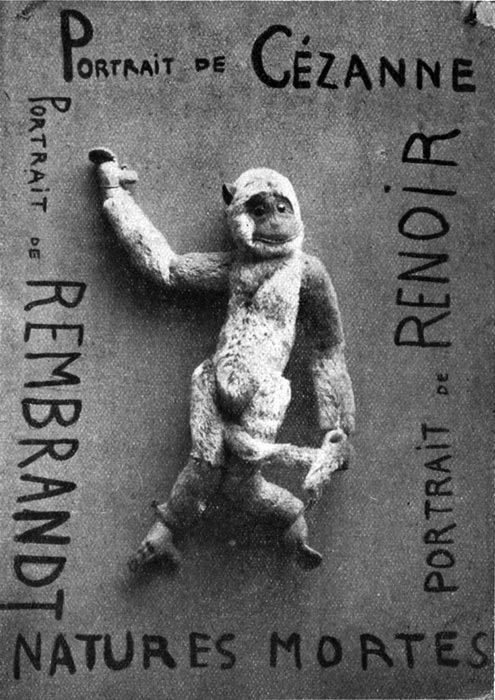 PORTRAiT DE CÉZANNE
PORTRAiT DE REMBRANDT
PORTRAiT DE RENOiR
NATURES MORTES